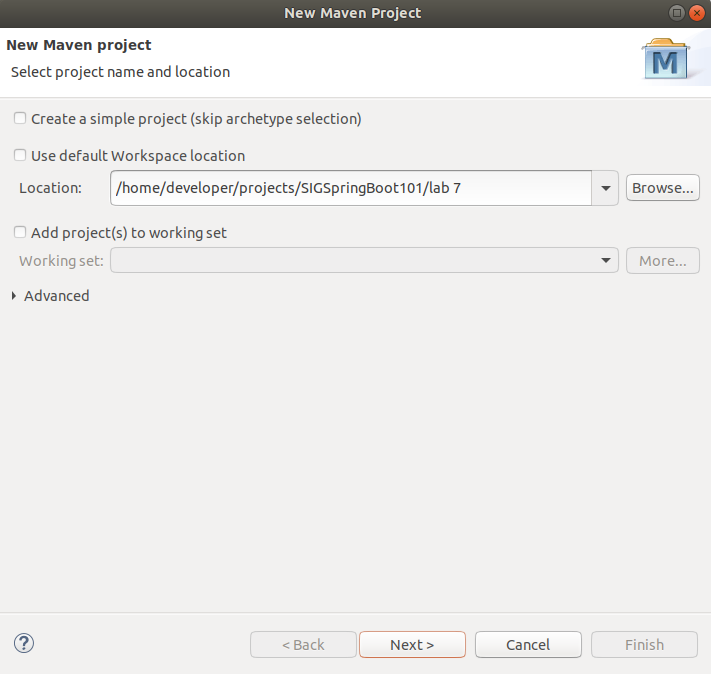 New Maven Project
New Maven project
Select project name and location
M
Create a simple project (skip archetype selection)
Use default Workspace location
Location: /home/developer/projects/SIGSpringBoot101/lab 7 Browse...
Add project(s) to working set
Working set: More...
Advanced
? < Back Next > Cancel Finish